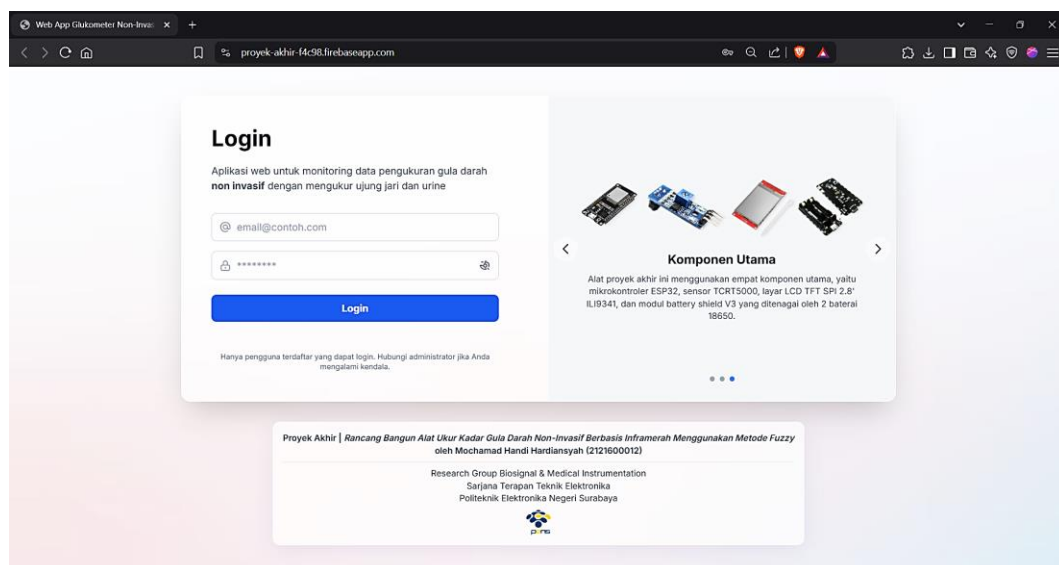 Web App Glukometer Non-Invas
proyek-akhir-f4c98.firebaseapp.com
Login
Aplikasi web untuk monitoring data pengukuran gula darah
non invasif dengan mengukur ujung jari dan urine
@ email@contoh.com
********
Login
Hanya pengguna terdaftar yang dapat login. Hubungi administrator jika Anda
mengalami kendala.
Komponen Utama
Alat proyek akhir ini menggunakan empat komponen utama, yaitu
mikrokontroler ESP32, sensor TCRT5000, layar LCD TFT SPI 2.8'
ILI9341, dan modul battery shield V3 yang ditenagai oleh 2 baterai
18650.
Proyek Akhir | Rancang Bangun Alat Ukur Kadar Gula Darah Non-Invasif Berbasis Inframerah Menggunakan Metode Fuzzy
oleh Mochamad Handi Hardiansyah (2121600012)
Research Group Biosignal & Medical Instrumentation
Sarjana Terapan Teknik Elektronika
Politeknik Elektronika Negeri Surabaya
pens